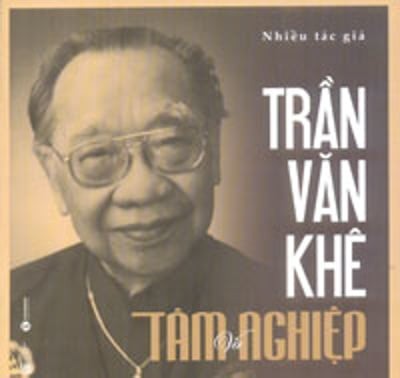 Nhiều tác giả
TRẦN
VĂN
KHÊ
TÂM và NGHIỆP